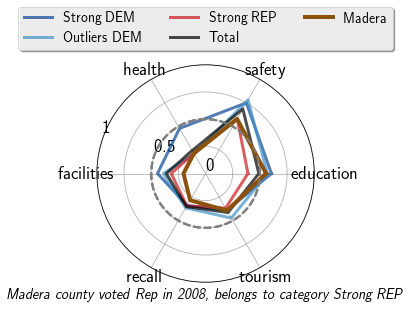 Strong DEM
Strong REP
Madera
Outliers DEM
Total
health
safety
1
0.5
0
facilities
education
recall
tourism
Madera county voted Rep in 2008, belongs to category Strong REP